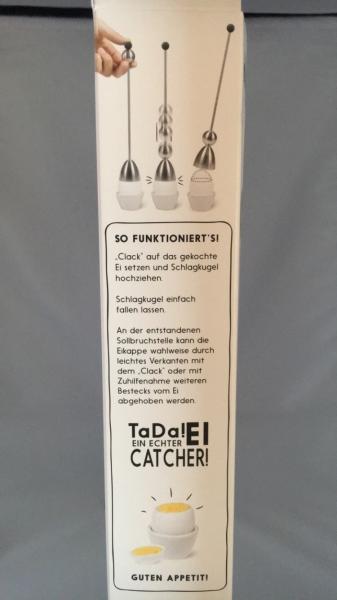 SO FUNKTIONIERT'S!
„Clack" auf das gekochte
Ei setzen und Schlagkugel
hochziehen.
Schlagkugel einfach
fallen lassen.
An der entstandenen
Sollbruchstelle kann die
Eikappe wahlweise durch
leichtes Verkanten mit
dem „Clack" oder mit
Zuhilfenahme weiteren
Bestecks vom Ei
abgehoben werden.
TaDa! EI
EIN ECHTER
CATCHER!
GUTEN APPETIT!